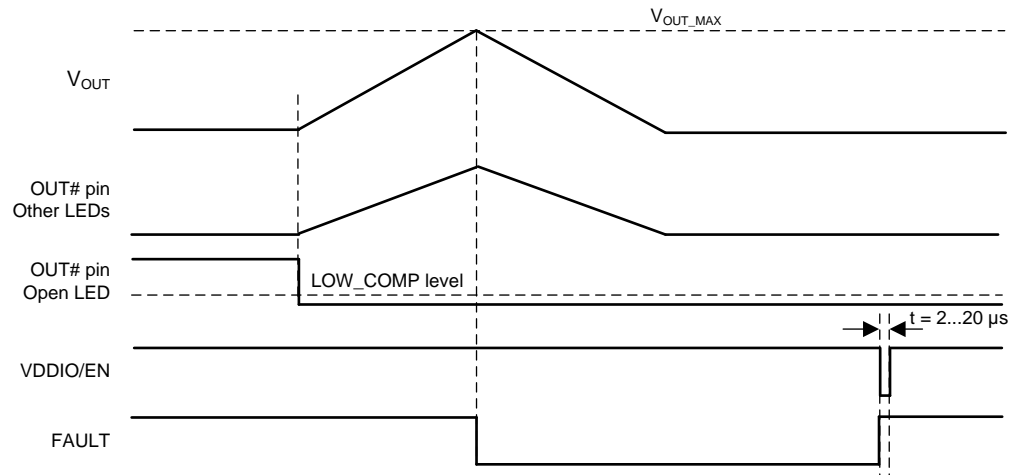 V_OUT_MAX
V_OUT
OUT# pin
Other LEDs
OUT# pin
Open LED
LOW_COMP level
t = 2...20 µs
VDDIO/EN
FAULT